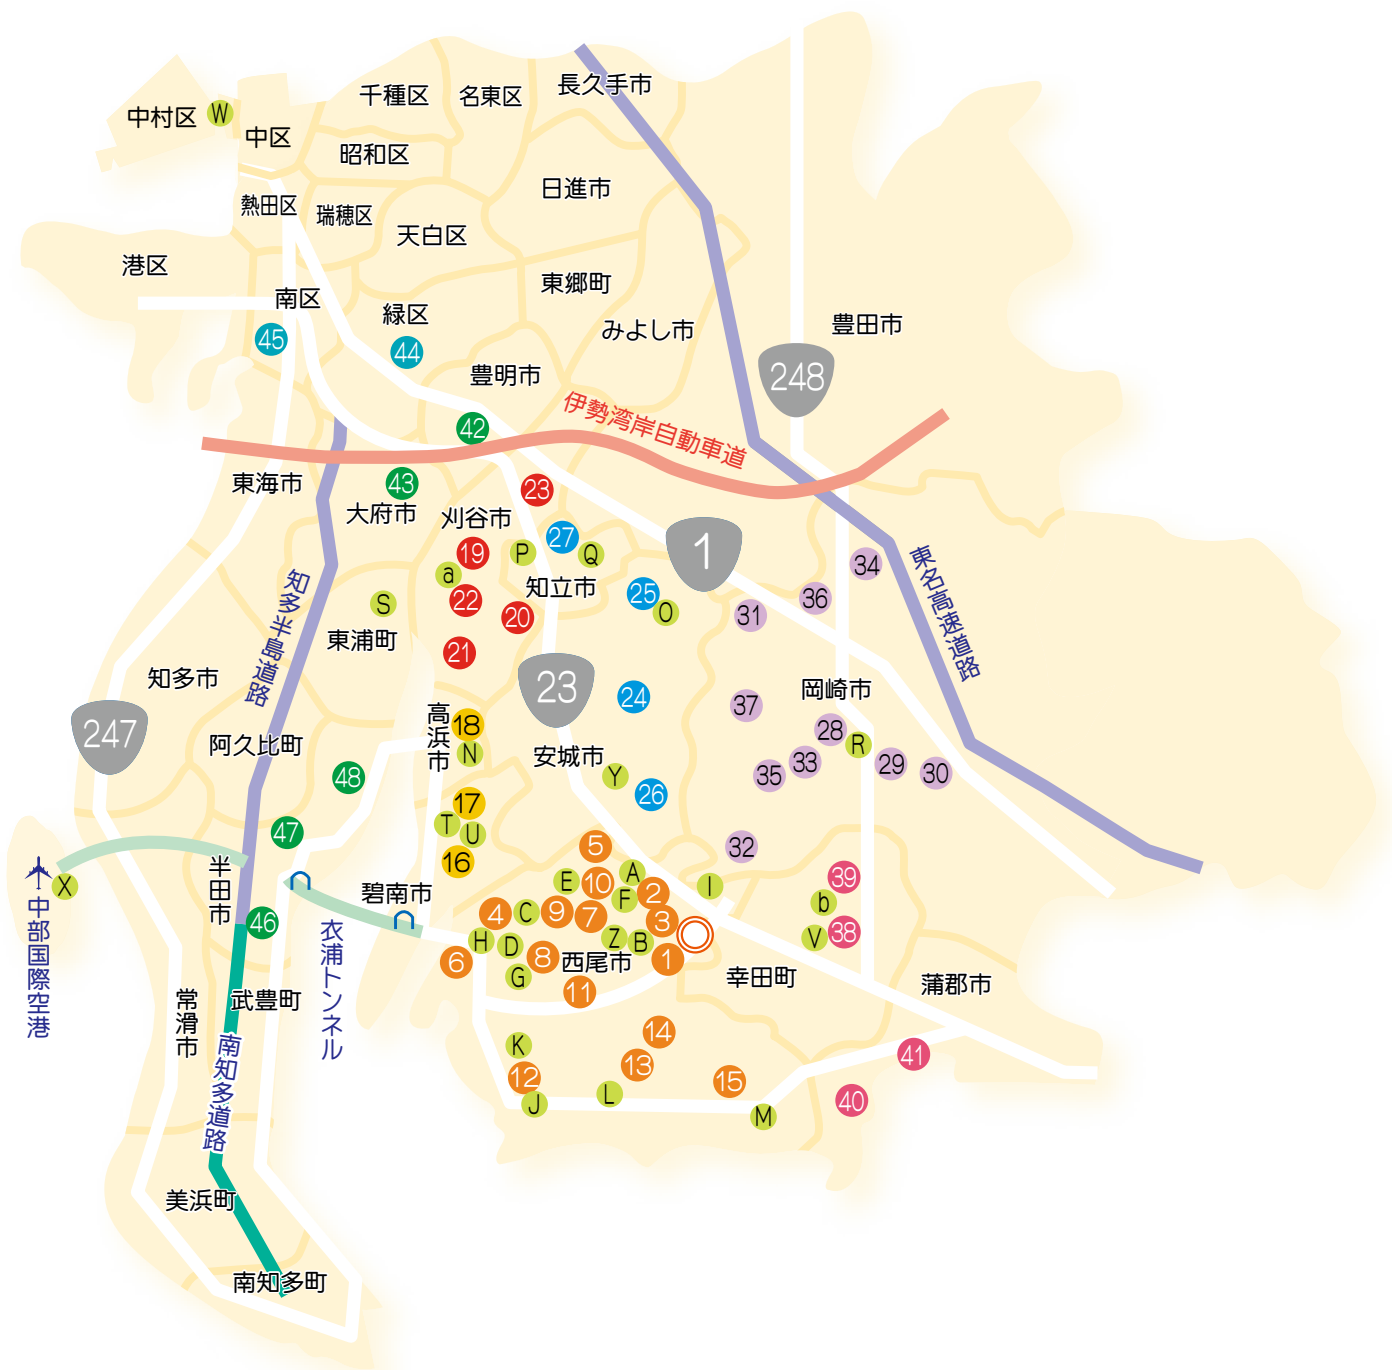 千種区
名東区
長久手市
中村区
W
中区
昭和区
日進市
熱田区
瑞穂区
天白区
港区
東郷町
南区
緑区
みよし市
豊田市
45
44
豊明市
248
伊勢湾岸自動車道
42
東海市
43
大府市
刈谷市
23
27
1
19
P
Q
a
知立市
34
東名高速道路
知多半島道路
S
22
20
25
O
31
36
東浦町
21
知多市
23
24
岡崎市
37
247
高浜市
18
28
阿久比町
N
安城市
R
48
Y
35
33
29
30
17
26
47
T
U
5
32
16
半田市
X
中部国際空港
碧南市
E
10
A
2
I
39
F
b
4
C
9
7
3
46
衣浦トンネル
H
D
Z
B
V
38
6
8
西尾市
1
G
幸田町
蒲郡市
11
常滑市
武豊町
南知多道路
K
14
13
41
12
15
J
L
M
40
美浜町
南知多町